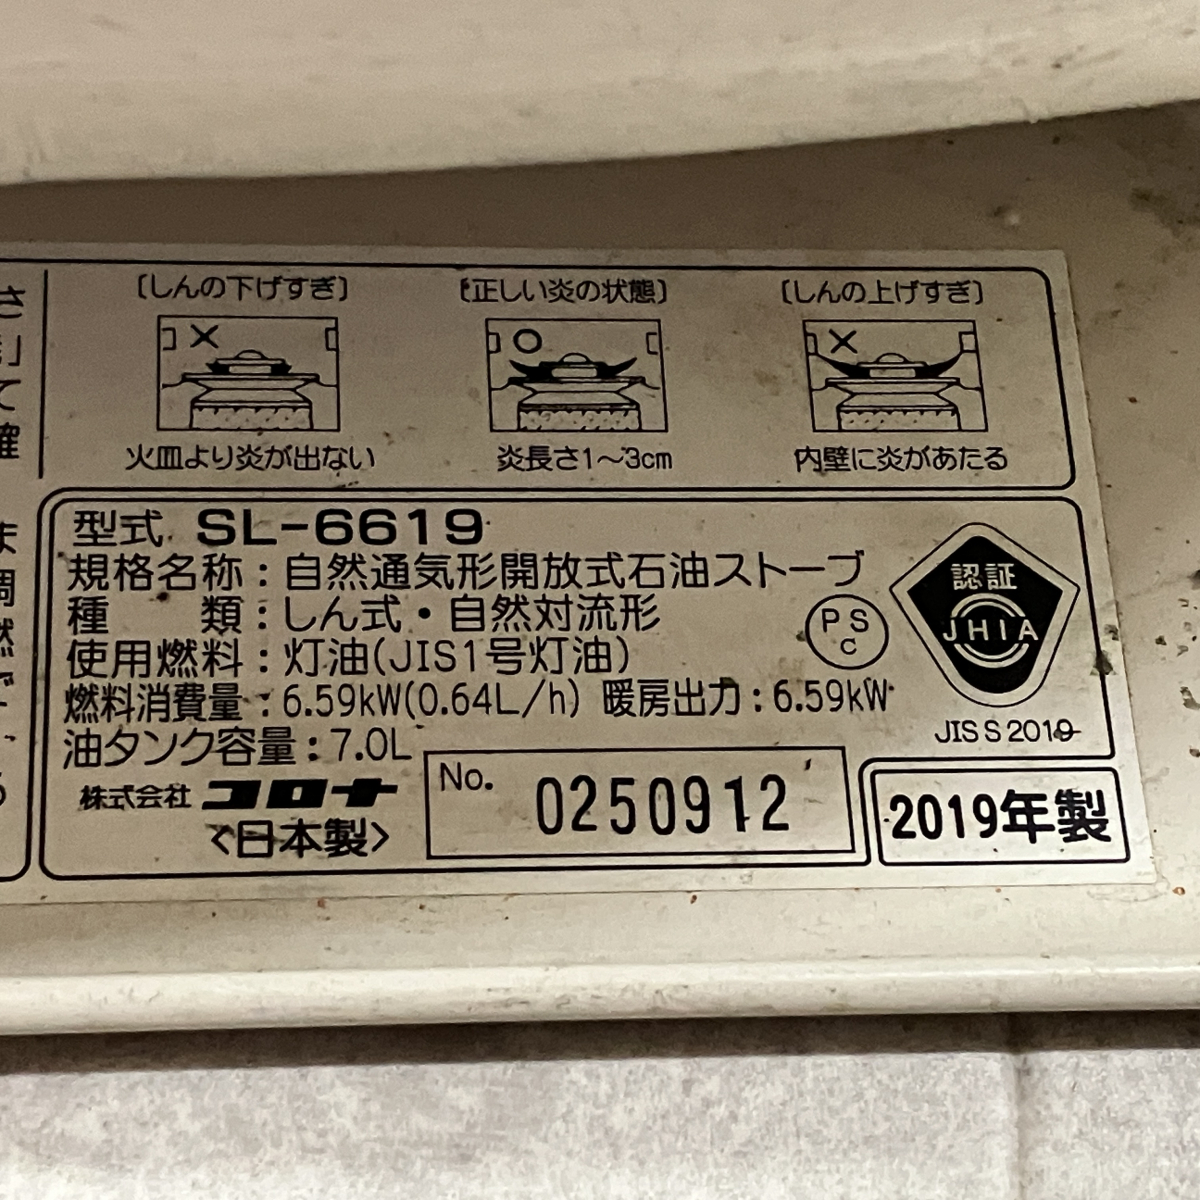 〔しんの下げすぎ〕 〔正しい炎の状態〕 〔しんの上げすぎ〕
火皿より炎が出ない 炎長さ1～3cm 内壁に炎があたる
さ
」
て
確
ま
調
燃
型式 SL-6619
規格名称：自然通気形開放式石油ストーブ
種　　類：しん式・自然対流形
使用燃料：灯油(JIS1号灯油)
燃料消費量：6.59kW(0.64L/h) 暖房出力：6.59kW
油タンク容量：7.0L
株式会社 コロナ
〈日本製〉
No. 0250912
PSC
認証
JHIA
JIS S 2019
2019年製